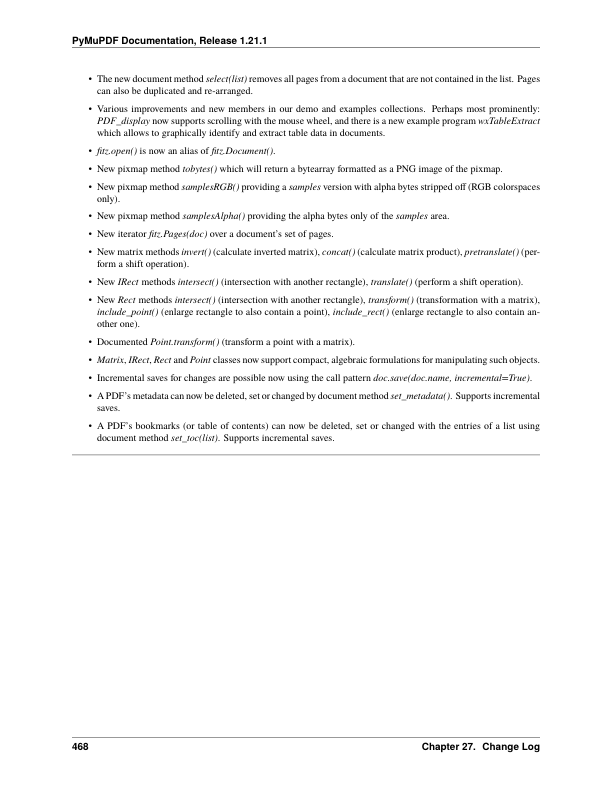 PyMuPDF Documentation, Release 1.21.1
• The new document method select(list) removes all pages from a document that are not contained in the list. Pages
can also be duplicated and re-arranged.
• Various improvements and new members in our demo and examples collections. Perhaps most prominently:
PDF_display now supports scrolling with the mouse wheel, and there is a new example program wxTableExtract
which allows to graphically identify and extract table data in documents.
• fitz.open() is now an alias of fitz.Document().
• New pixmap method tobytes() which will return a bytearray formatted as a PNG image of the pixmap.
• New pixmap method samplesRGB() providing a samples version with alpha bytes stripped off (RGB colorspaces
only).
• New pixmap method samplesAlpha() providing the alpha bytes only of the samples area.
• New iterator fitz.Pages(doc) over a document's set of pages.
• New matrix methods invert() (calculate inverted matrix), concat() (calculate matrix product), pretranslate() (per-
form a shift operation).
• New IRect methods intersect() (intersection with another rectangle), translate() (perform a shift operation).
• New Rect methods intersect() (intersection with another rectangle), transform() (transformation with a matrix),
include_point() (enlarge rectangle to also contain a point), include_rect() (enlarge rectangle to also contain an-
other one).
• Documented Point.transform() (transform a point with a matrix).
• Matrix, IRect, Rect and Point classes now support compact, algebraic formulations for manipulating such objects.
• Incremental saves for changes are possible now using the call pattern doc.save(doc.name, incremental=True).
• A PDF's metadata can now be deleted, set or changed by document method set_metadata(). Supports incremental
saves.
• A PDF's bookmarks (or table of contents) can now be deleted, set or changed with the entries of a list using
document method set_toc(list). Supports incremental saves.
468 Chapter 27. Change Log